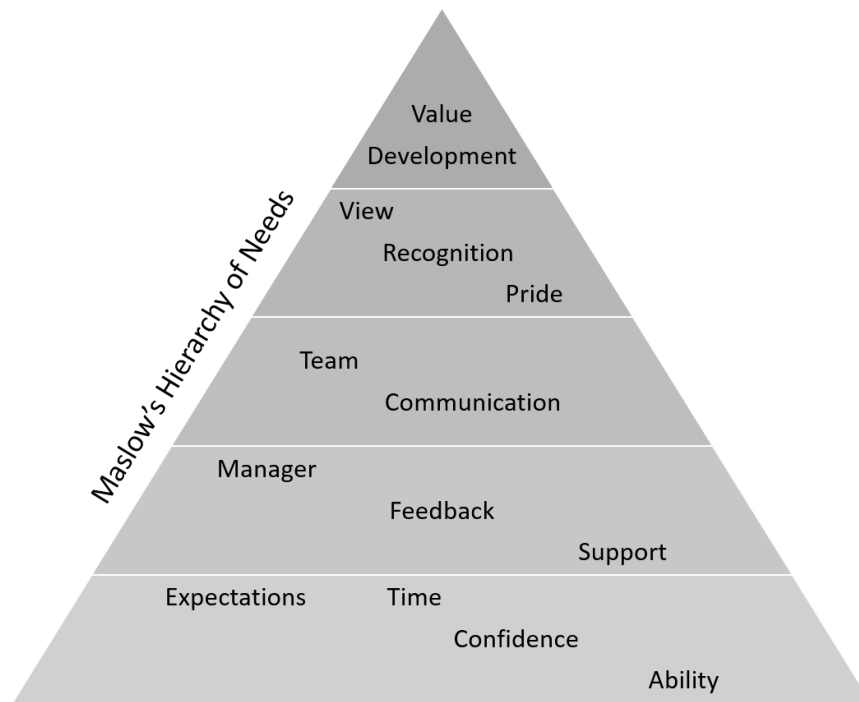 Value
Development
View
Recognition
Pride
Team
Communication
Manager
Feedback
Support
Expectations Time
Confidence
Ability
Maslow’s Hierarchy of Needs